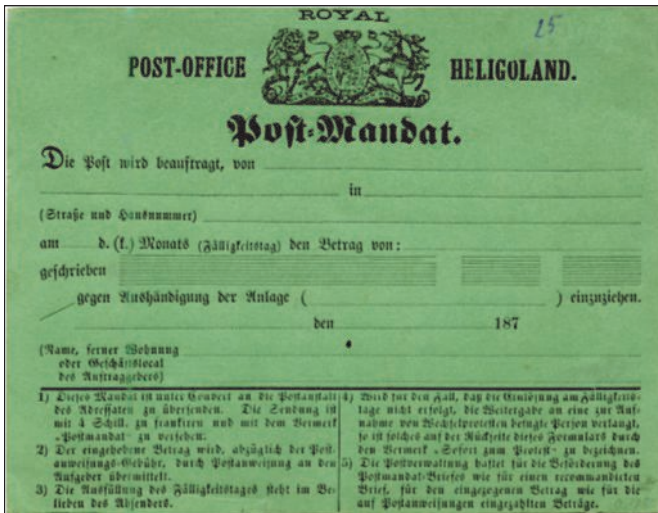 ROYAL
25
POST-OFFICE HELIGOLAND.
Post-Mandat.
Die Post wird beauftragt, von
in
(Straße und Hausnummer)
am d. (k.) Monats (Fälligkeitstag) den Betrag von:
geschrieben
gegen Aushändigung der Anlage ( ) einzuziehen.
den 187
(Name, ferner Wohnung
oder Geschäftslocal
des Auftraggebers)
1) Dieses Mandat ist unter Couvert an die Postanstalt
des Adressaten zu übersenden. Die Sendung ist
mit 4 Schill. zu frankiren und mit dem Vermerk
„Postmandat" zu versehen.
2) Der eingehobene Betrag wird, abzüglich der Post-
anweisungs-Gebühr, durch Postanweisung an den
Aufgeber übermittelt.
3) Die Ausfüllung des Fälligkeitstages steht im Be-
lieben des Absenders.
4) Wird für den Fall, daß die Einlösung am Fälligkeits-
tage nicht erfolgt, die Weitergabe an eine zur Auf-
nahme von Wechselprotesten befugte Person verlangt,
so ist solches auf der Rückseite dieses Formulars durch
den Vermerk „Sofort zum Protest" zu bezeichnen.
5) Die Postverwaltung haftet für die Beförderung des
Postmandat-Briefes wie für einen recommandirten
Brief, für den eingezogenen Betrag wie für die
auf Postanweisungen eingezahlten Beträge.